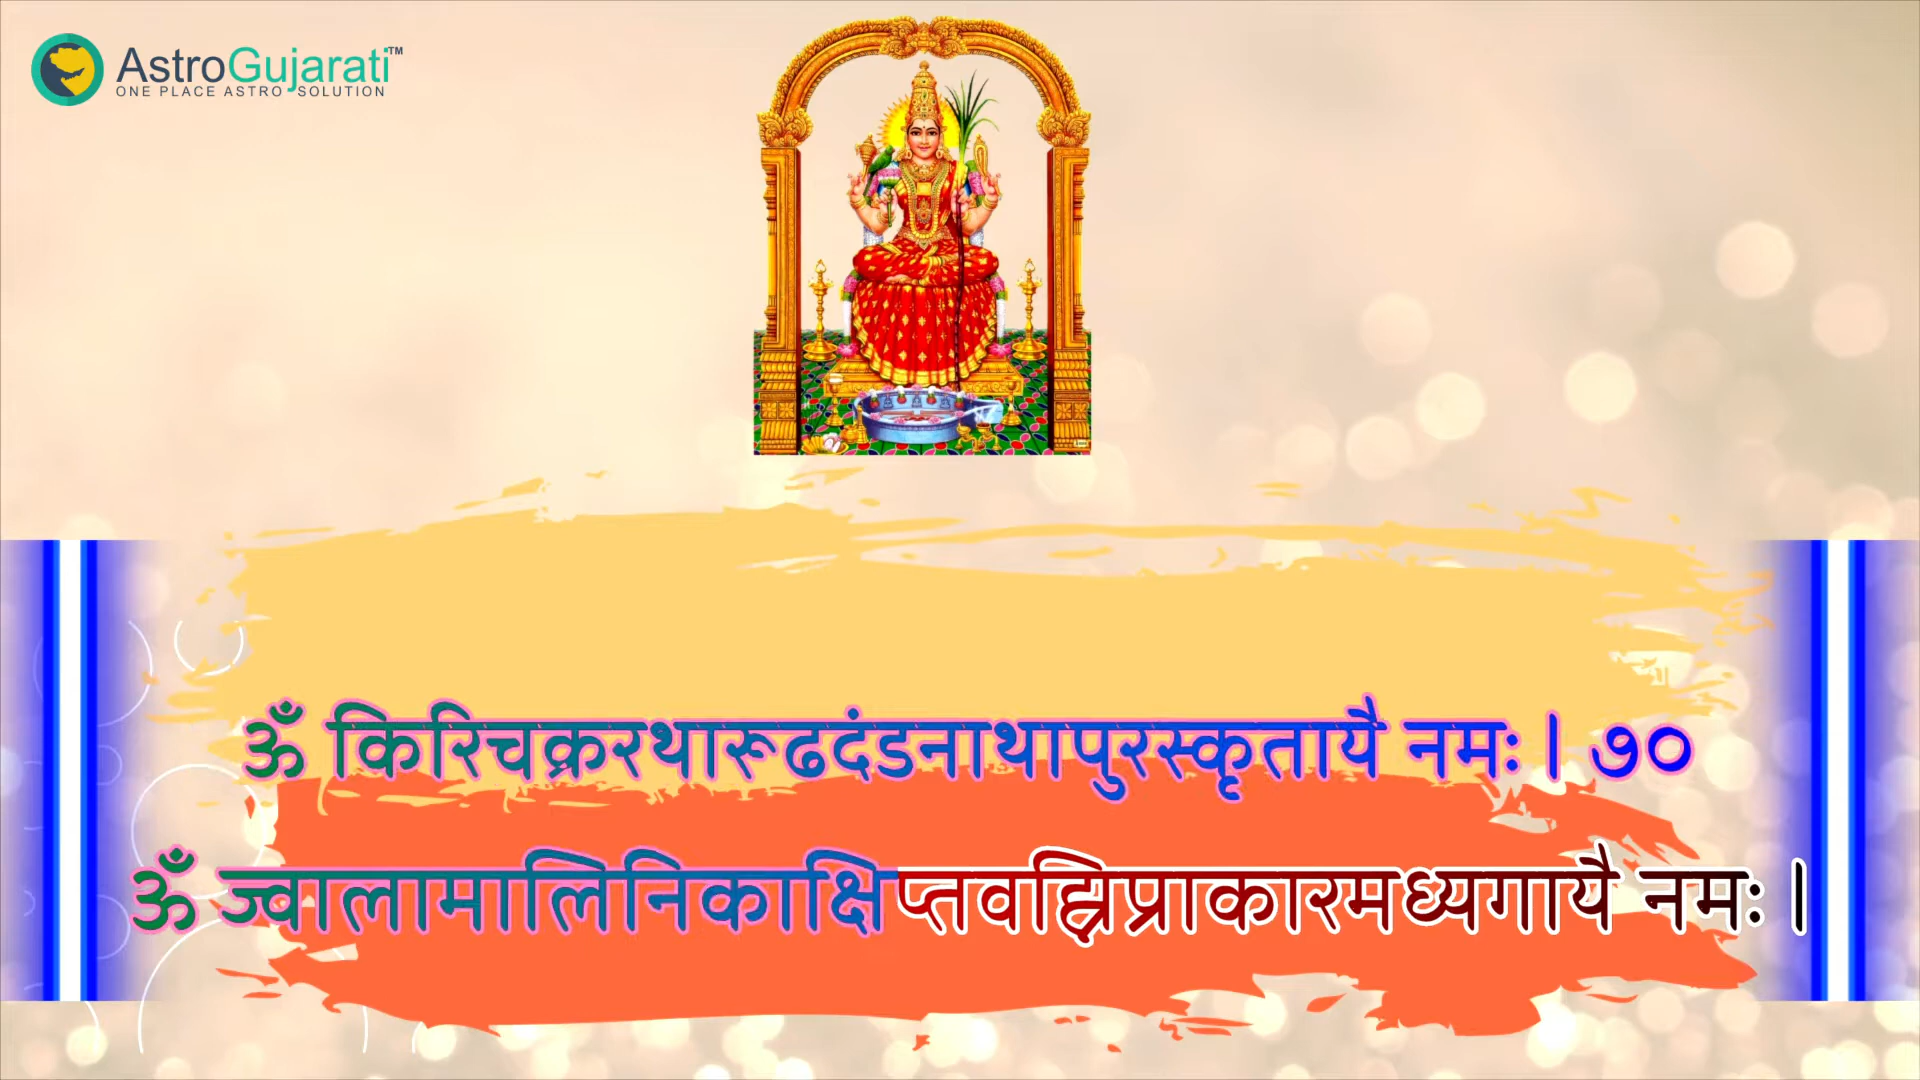 AstroGujarati™
ONE PLACE ASTRO SOLUTION
ॐ किरिचक्ररथारूढदंडनाथापुरस्कृतायै नमः। ७०
ॐ ज्वालामालिनिकाक्षिप्तवह्निप्राकारमध्यगायै नमः।